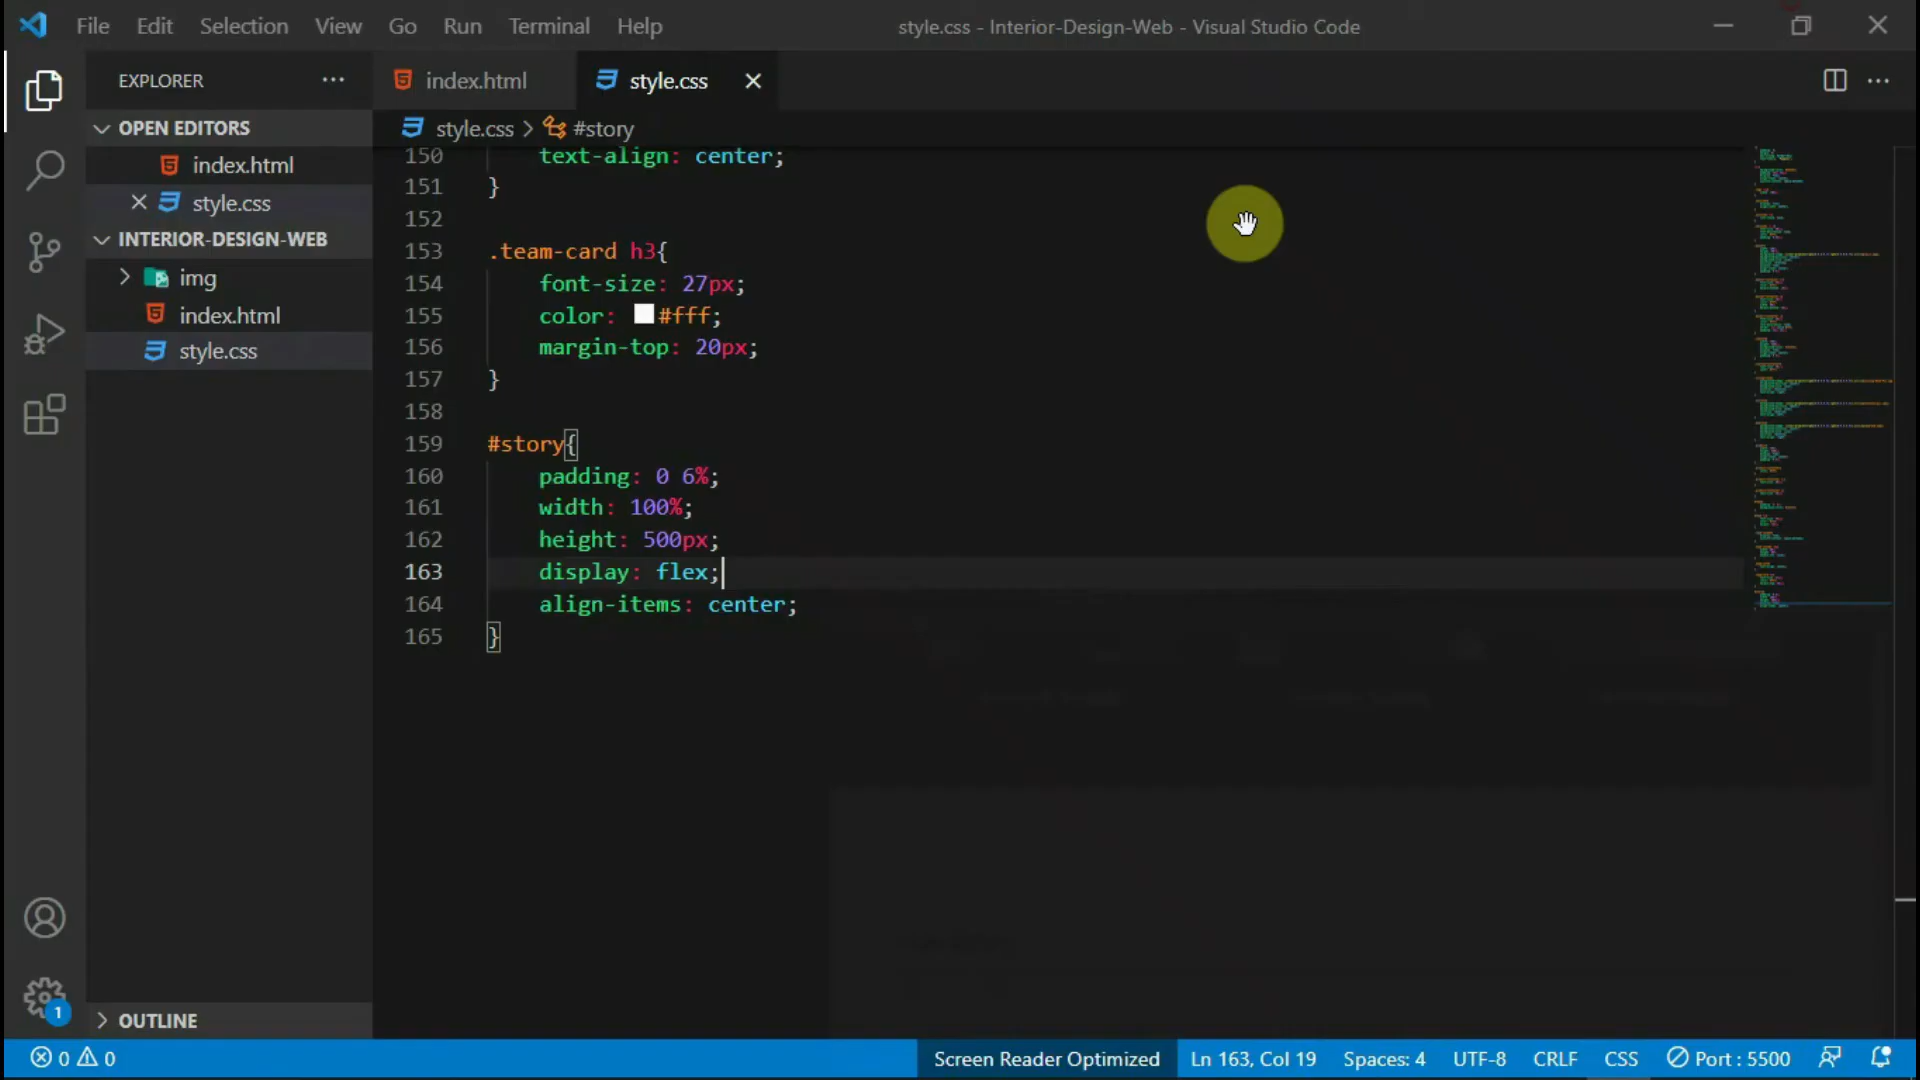 File Edit Selection View Go Run Terminal Help
style.css - Interior-Design-Web - Visual Studio Code
EXPLORER
index.html
style.css
OPEN EDITORS
index.html
style.css
INTERIOR-DESIGN-WEB
img
index.html
style.css
OUTLINE
style.css > #story
150 text-align: center;
151 }
152
153 .team-card h3{
154 font-size: 27px;
155 color: #fff;
156 margin-top: 20px;
157 }
158
159 #story{
160 padding: 0 6%;
161 width: 100%;
162 height: 500px;
163 display: flex;
164 align-items: center;
165 }
1
0 0
Screen Reader Optimized
Ln 163, Col 19
Spaces: 4
UTF-8
CRLF
CSS
Port : 5500